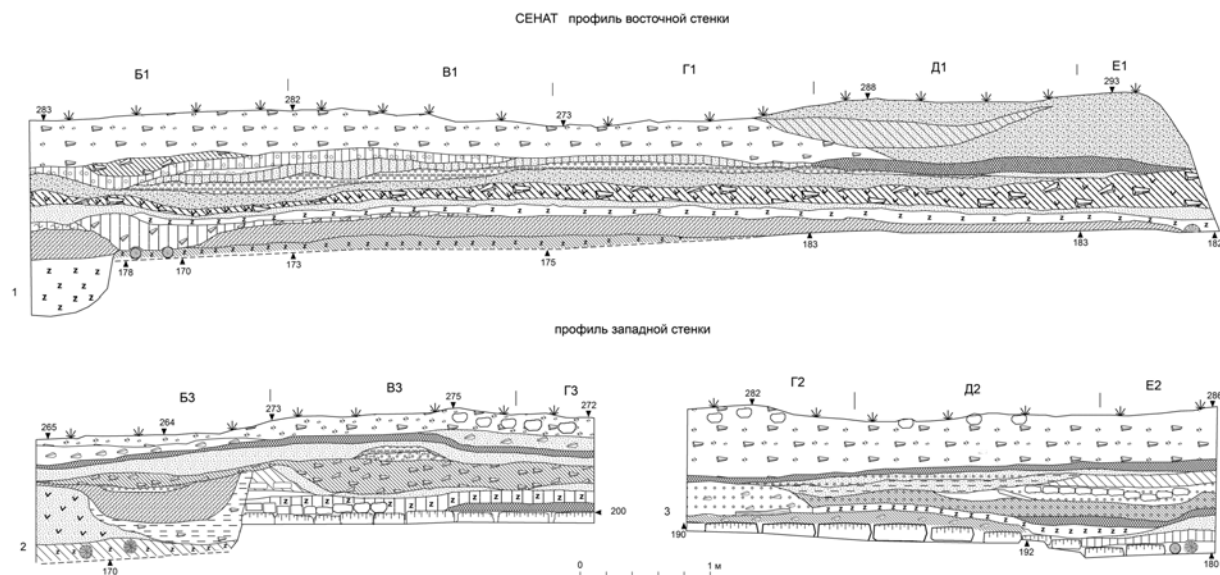 СЕНАТ профиль восточной стенки
Б1 В1 Г1 Д1 Е1
283 282 273 288 293
178 170 173 175 183 183 182
1
профиль западной стенки
Б3 В3 Г3
265 264 273 275 272
200
170
2
Г2 Д2 Е2
282 286
190 192 180
3
0 1 м